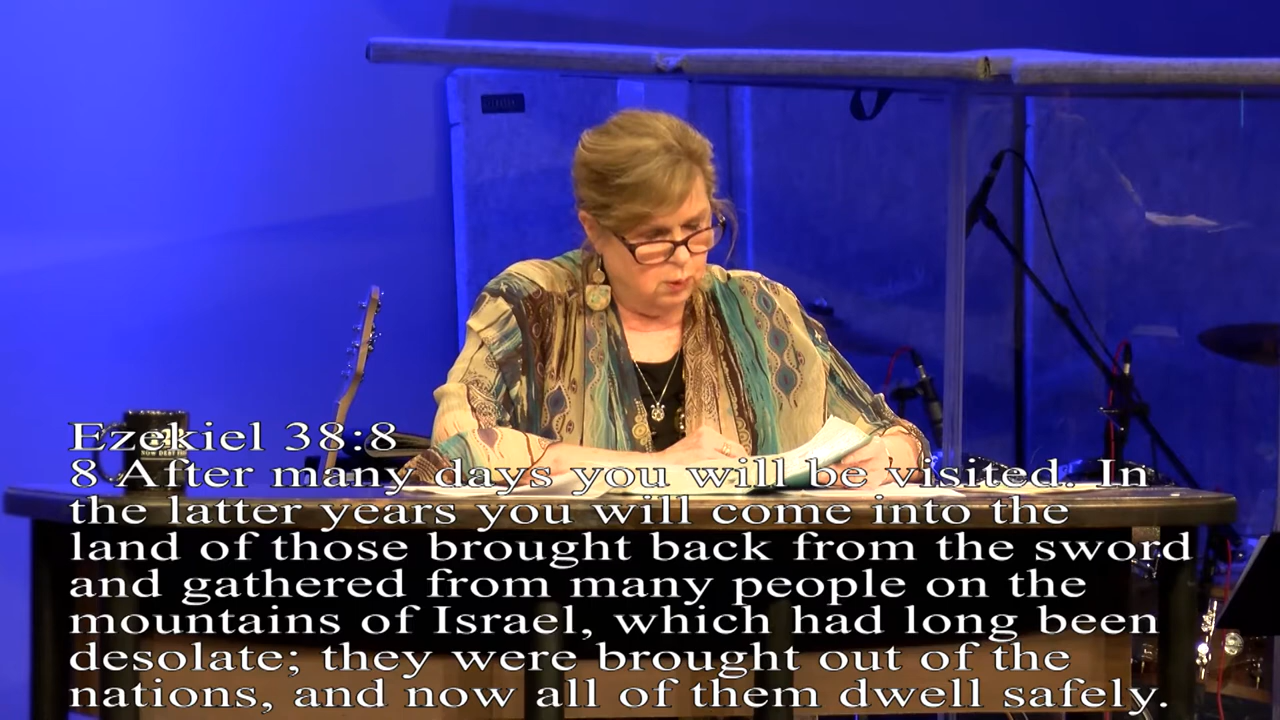 Ezekiel 38:8
8 After many days you will be visited. In
the latter years you will come into the
land of those brought back from the sword
and gathered from many people on the
mountains of Israel, which had long been
desolate; they were brought out of the
nations, and now all of them dwell safely.